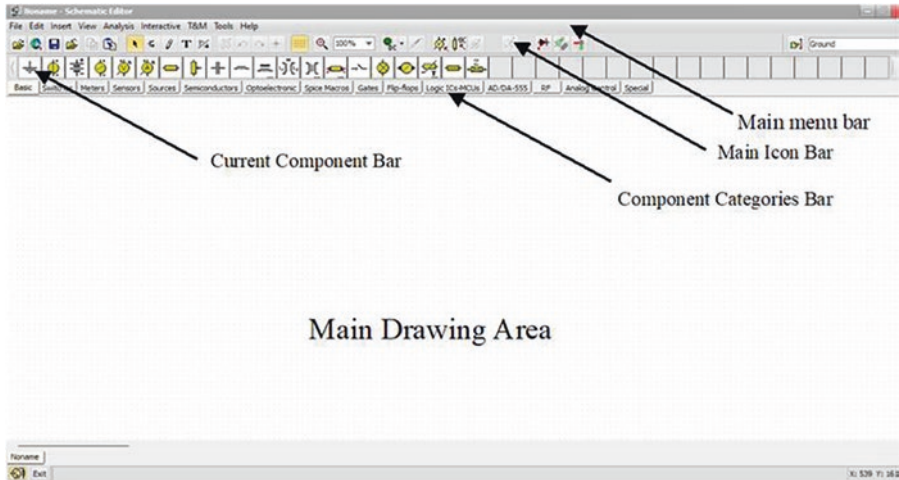 Noname - Schematic Editor
File Edit Insert View Analysis Interactive T&M Tools Help
100% Ground
Basic Switches Meters Sensors Sources Semiconductors Optoelectronic Spice Macros Gates Flip-flops Logic ICs-MCUs AD/DA-555 RF Analog Control Special
Main menu bar
Main Icon Bar
Current Component Bar
Component Categories Bar
Main Drawing Area
Noname
Exit X: 539 Y: 161